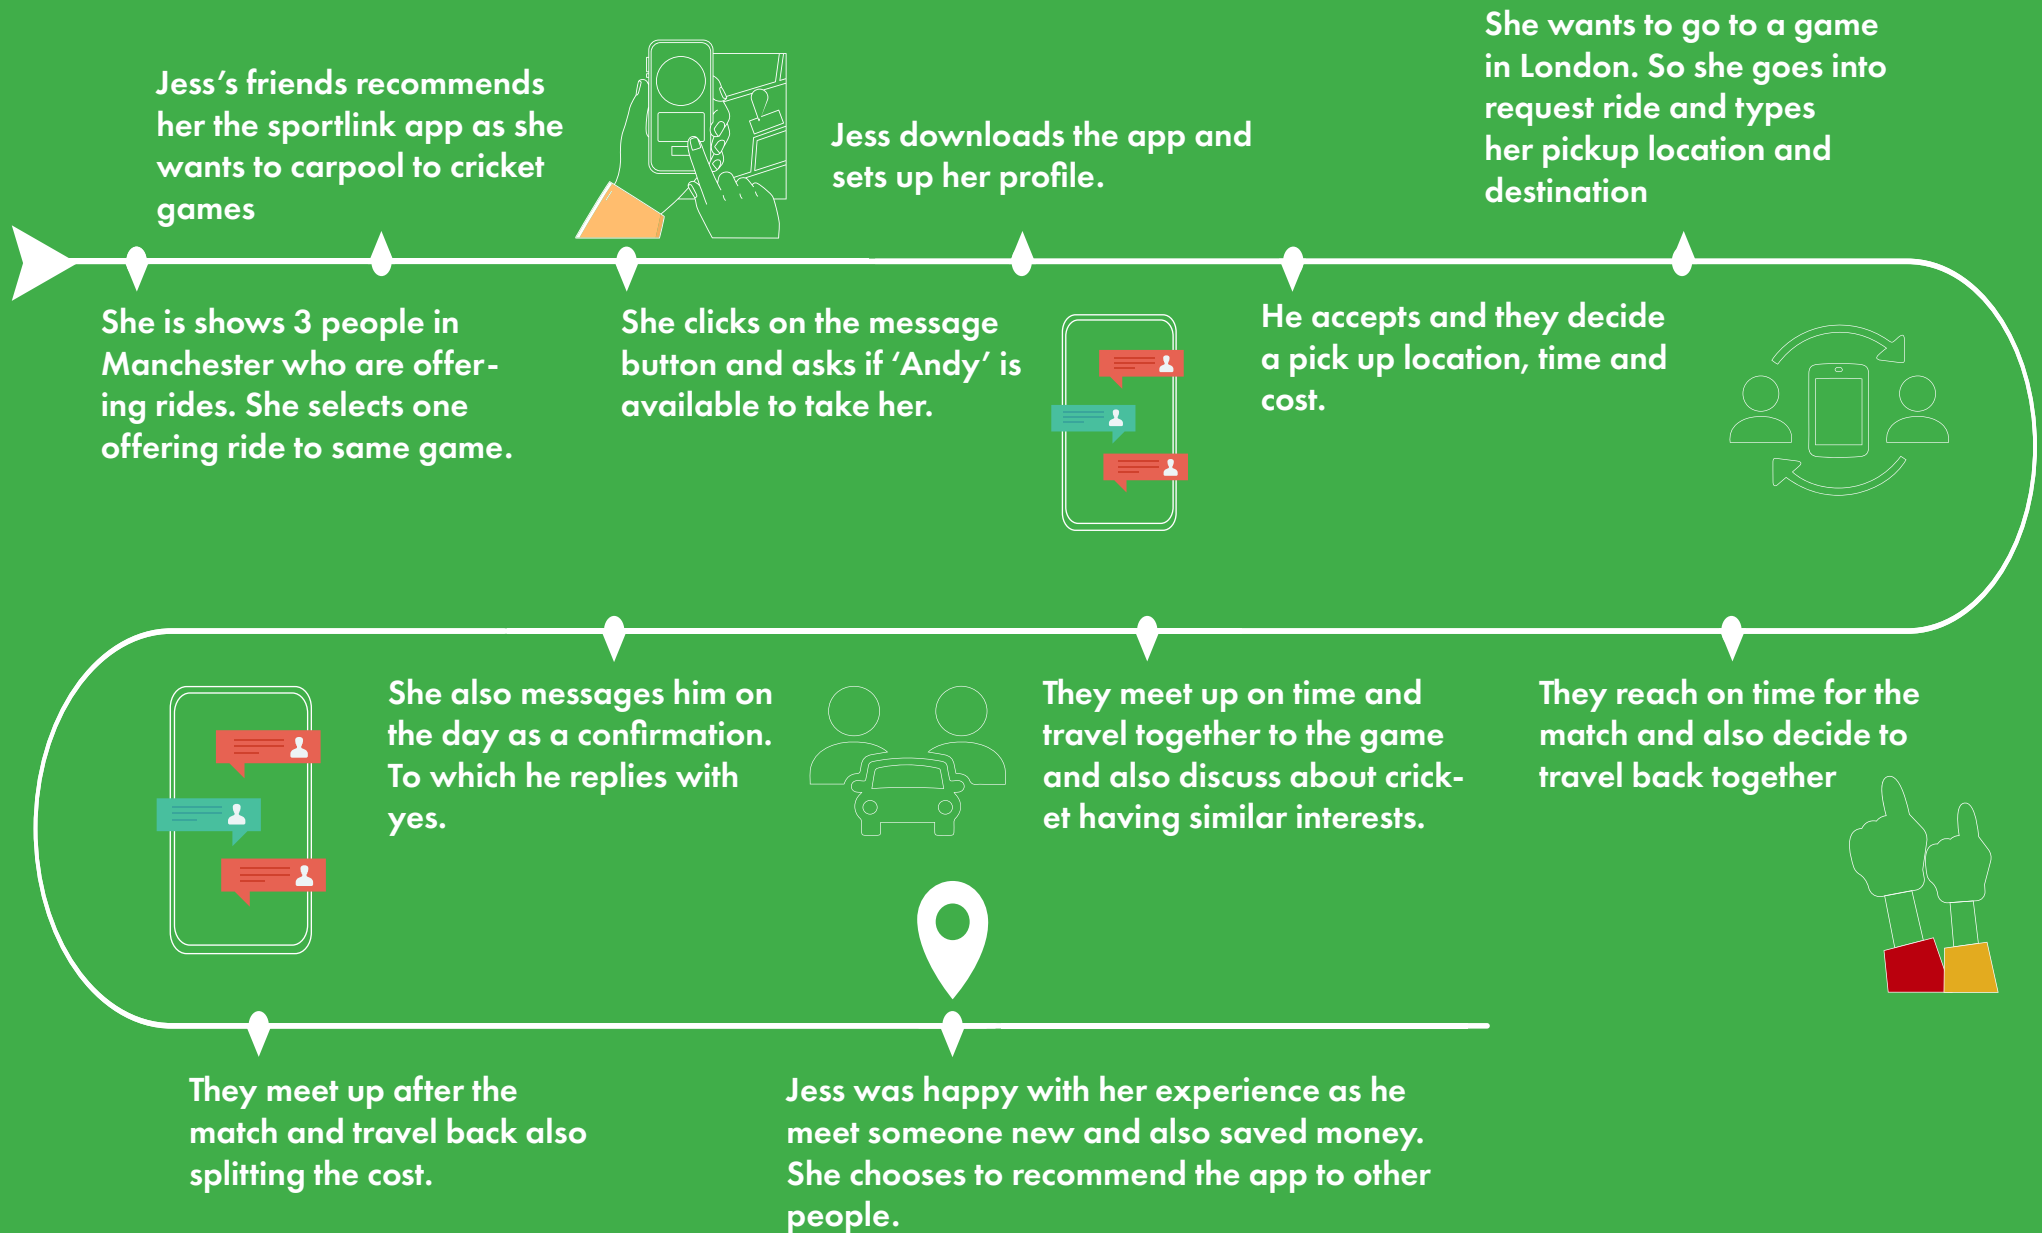 Jess’s friends recommends
her the sportlink app as she
wants to carpool to cricket
games
Jess downloads the app and
sets up her profile.
She wants to go to a game
in London. So she goes into
request ride and types
her pickup location and
destination
She is shows 3 people in
Manchester who are offer-
ing rides. She selects one
offering ride to same game.
She clicks on the message
button and asks if ‘Andy’ is
available to take her.
He accepts and they decide
a pick up location, time and
cost.
She also messages him on
the day as a confirmation.
To which he replies with
yes.
They meet up on time and
travel together to the game
and also discuss about crick-
et having similar interests.
They reach on time for the
match and also decide to
travel back together
They meet up after the
match and travel back also
splitting the cost.
Jess was happy with her experience as he
meet someone new and also saved money.
She chooses to recommend the app to other
people.